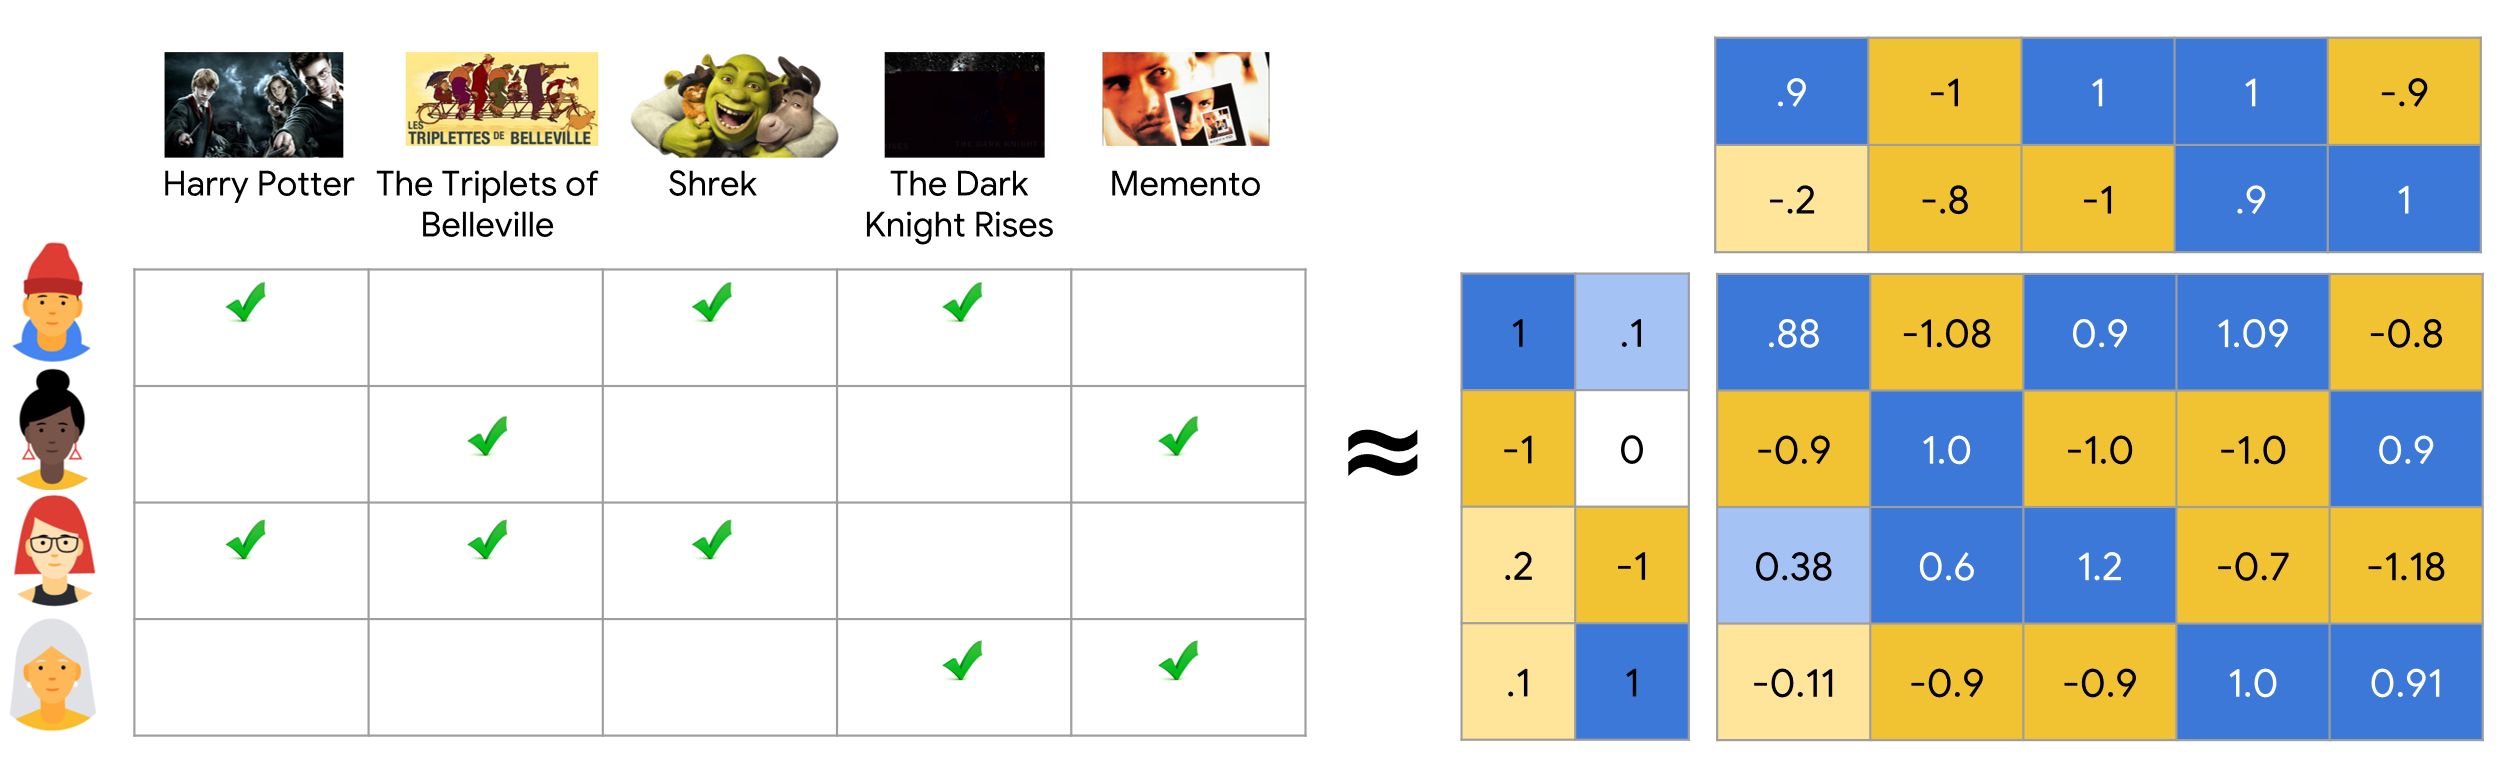 LES
TRIPLETTES DE BELLEVILLE
Harry Potter
The Triplets of
Belleville
Shrek
The Dark
Knight Rises
Memento
.9 -1 1 1 -.9
-.2 -.8 -1 .9 1
≈
1 .1
-1 0
.2 -1
.1 1
.88 -1.08 0.9 1.09 -0.8
-0.9 1.0 -1.0 -1.0 0.9
0.38 0.6 1.2 -0.7 -1.18
-0.11 -0.9 -0.9 1.0 0.91